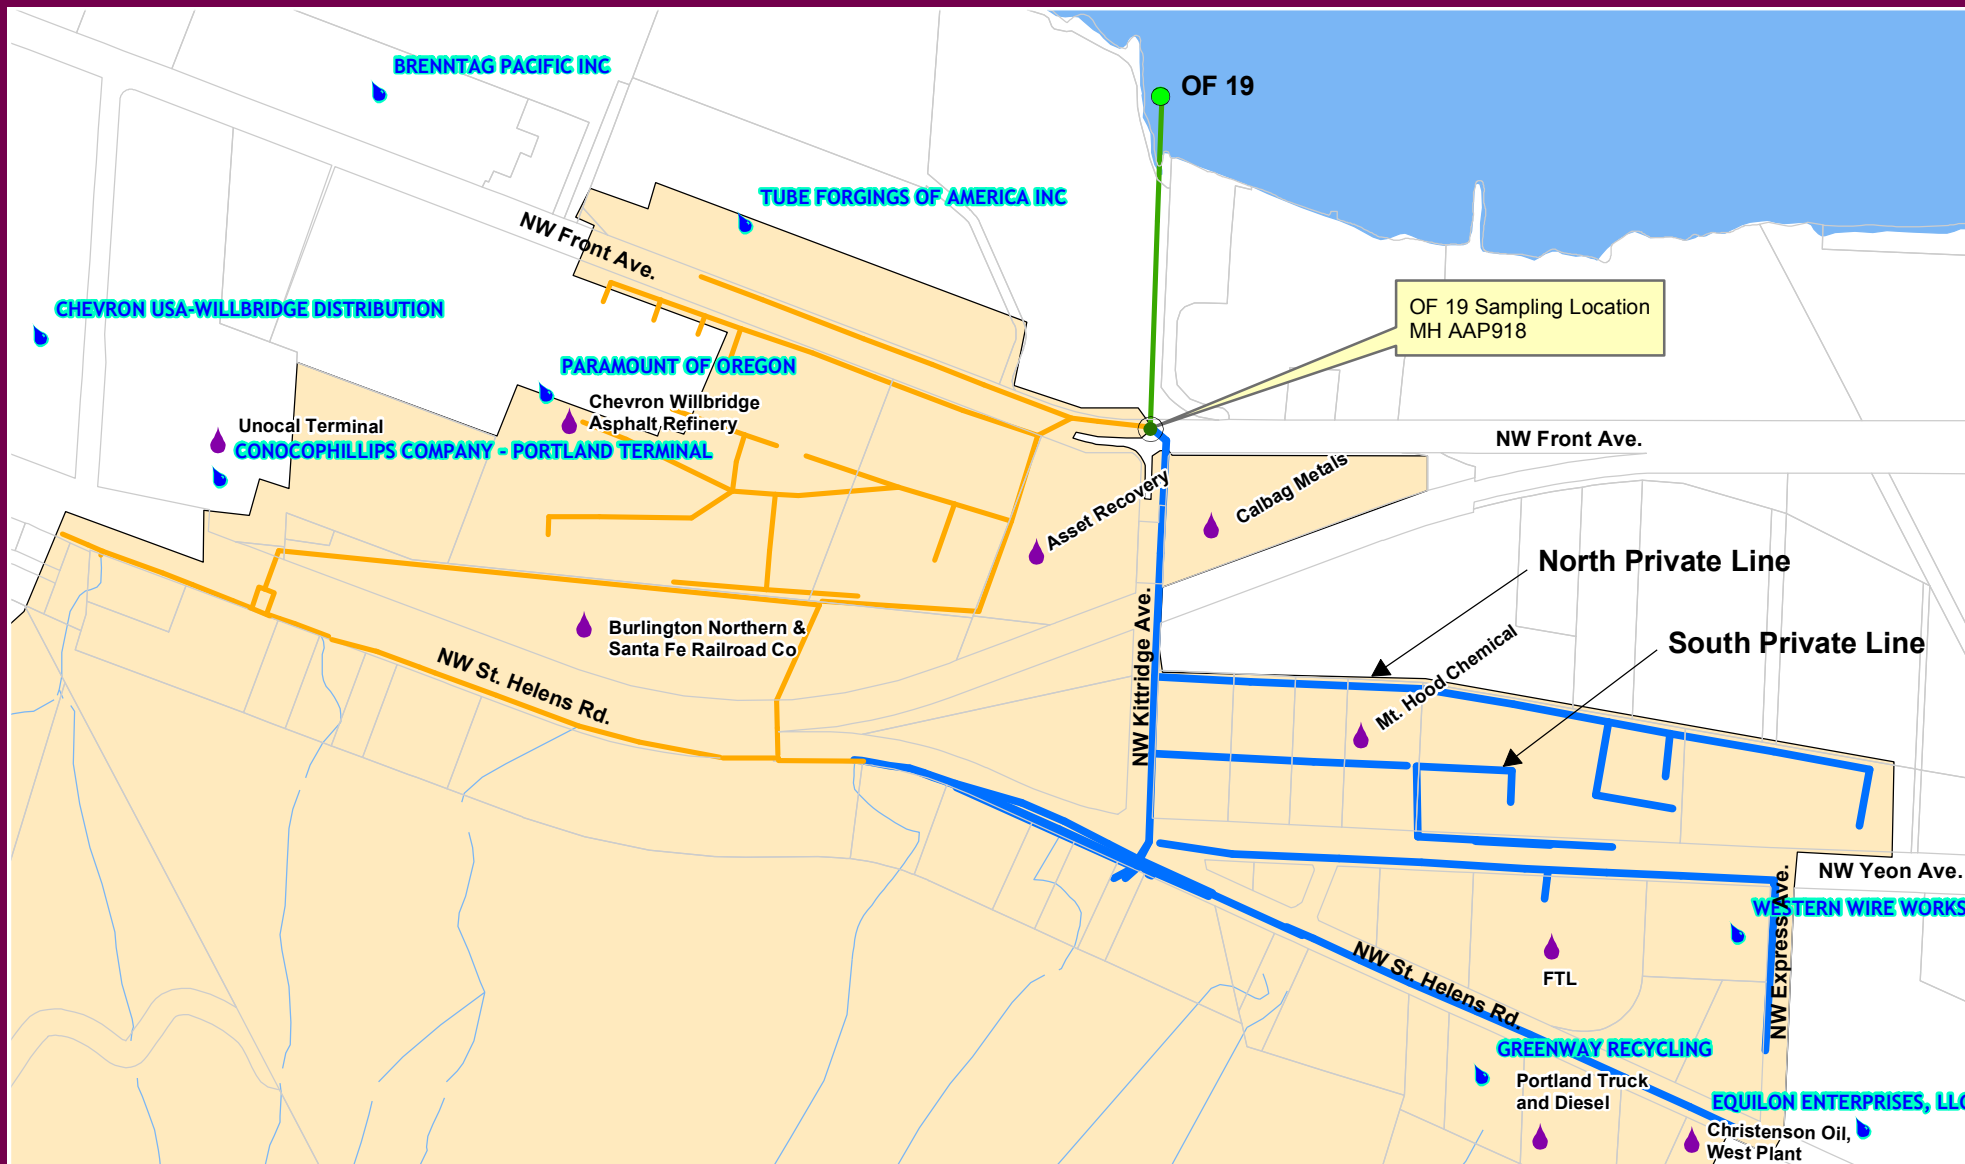 BRENNTAG PACIFIC INC
OF 19
TUBE FORGINGS OF AMERICA INC
NW Front Ave.
CHEVRON USA-WILLBRIDGE DISTRIBUTION
OF 19 Sampling Location
MH AAP918
PARAMOUNT OF OREGON
Chevron Willbridge
Asphalt Refinery
Unocal Terminal
CONOCOPHILLIPS COMPANY - PORTLAND TERMINAL
NW Front Ave.
Asset Recovery
Calbag Metals
North Private Line
South Private Line
Burlington Northern &
Santa Fe Railroad Co
NW St. Helens Rd.
NW Kittridge Ave.
Mt. Hood Chemical
NW Yeon Ave.
WESTERN WIRE WORKS
NW Express Ave.
FTL
NW St. Helens Rd.
GREENWAY RECYCLING
Portland Truck
and Diesel
EQUILON ENTERPRISES, LLC
Christenson Oil,
West Plant